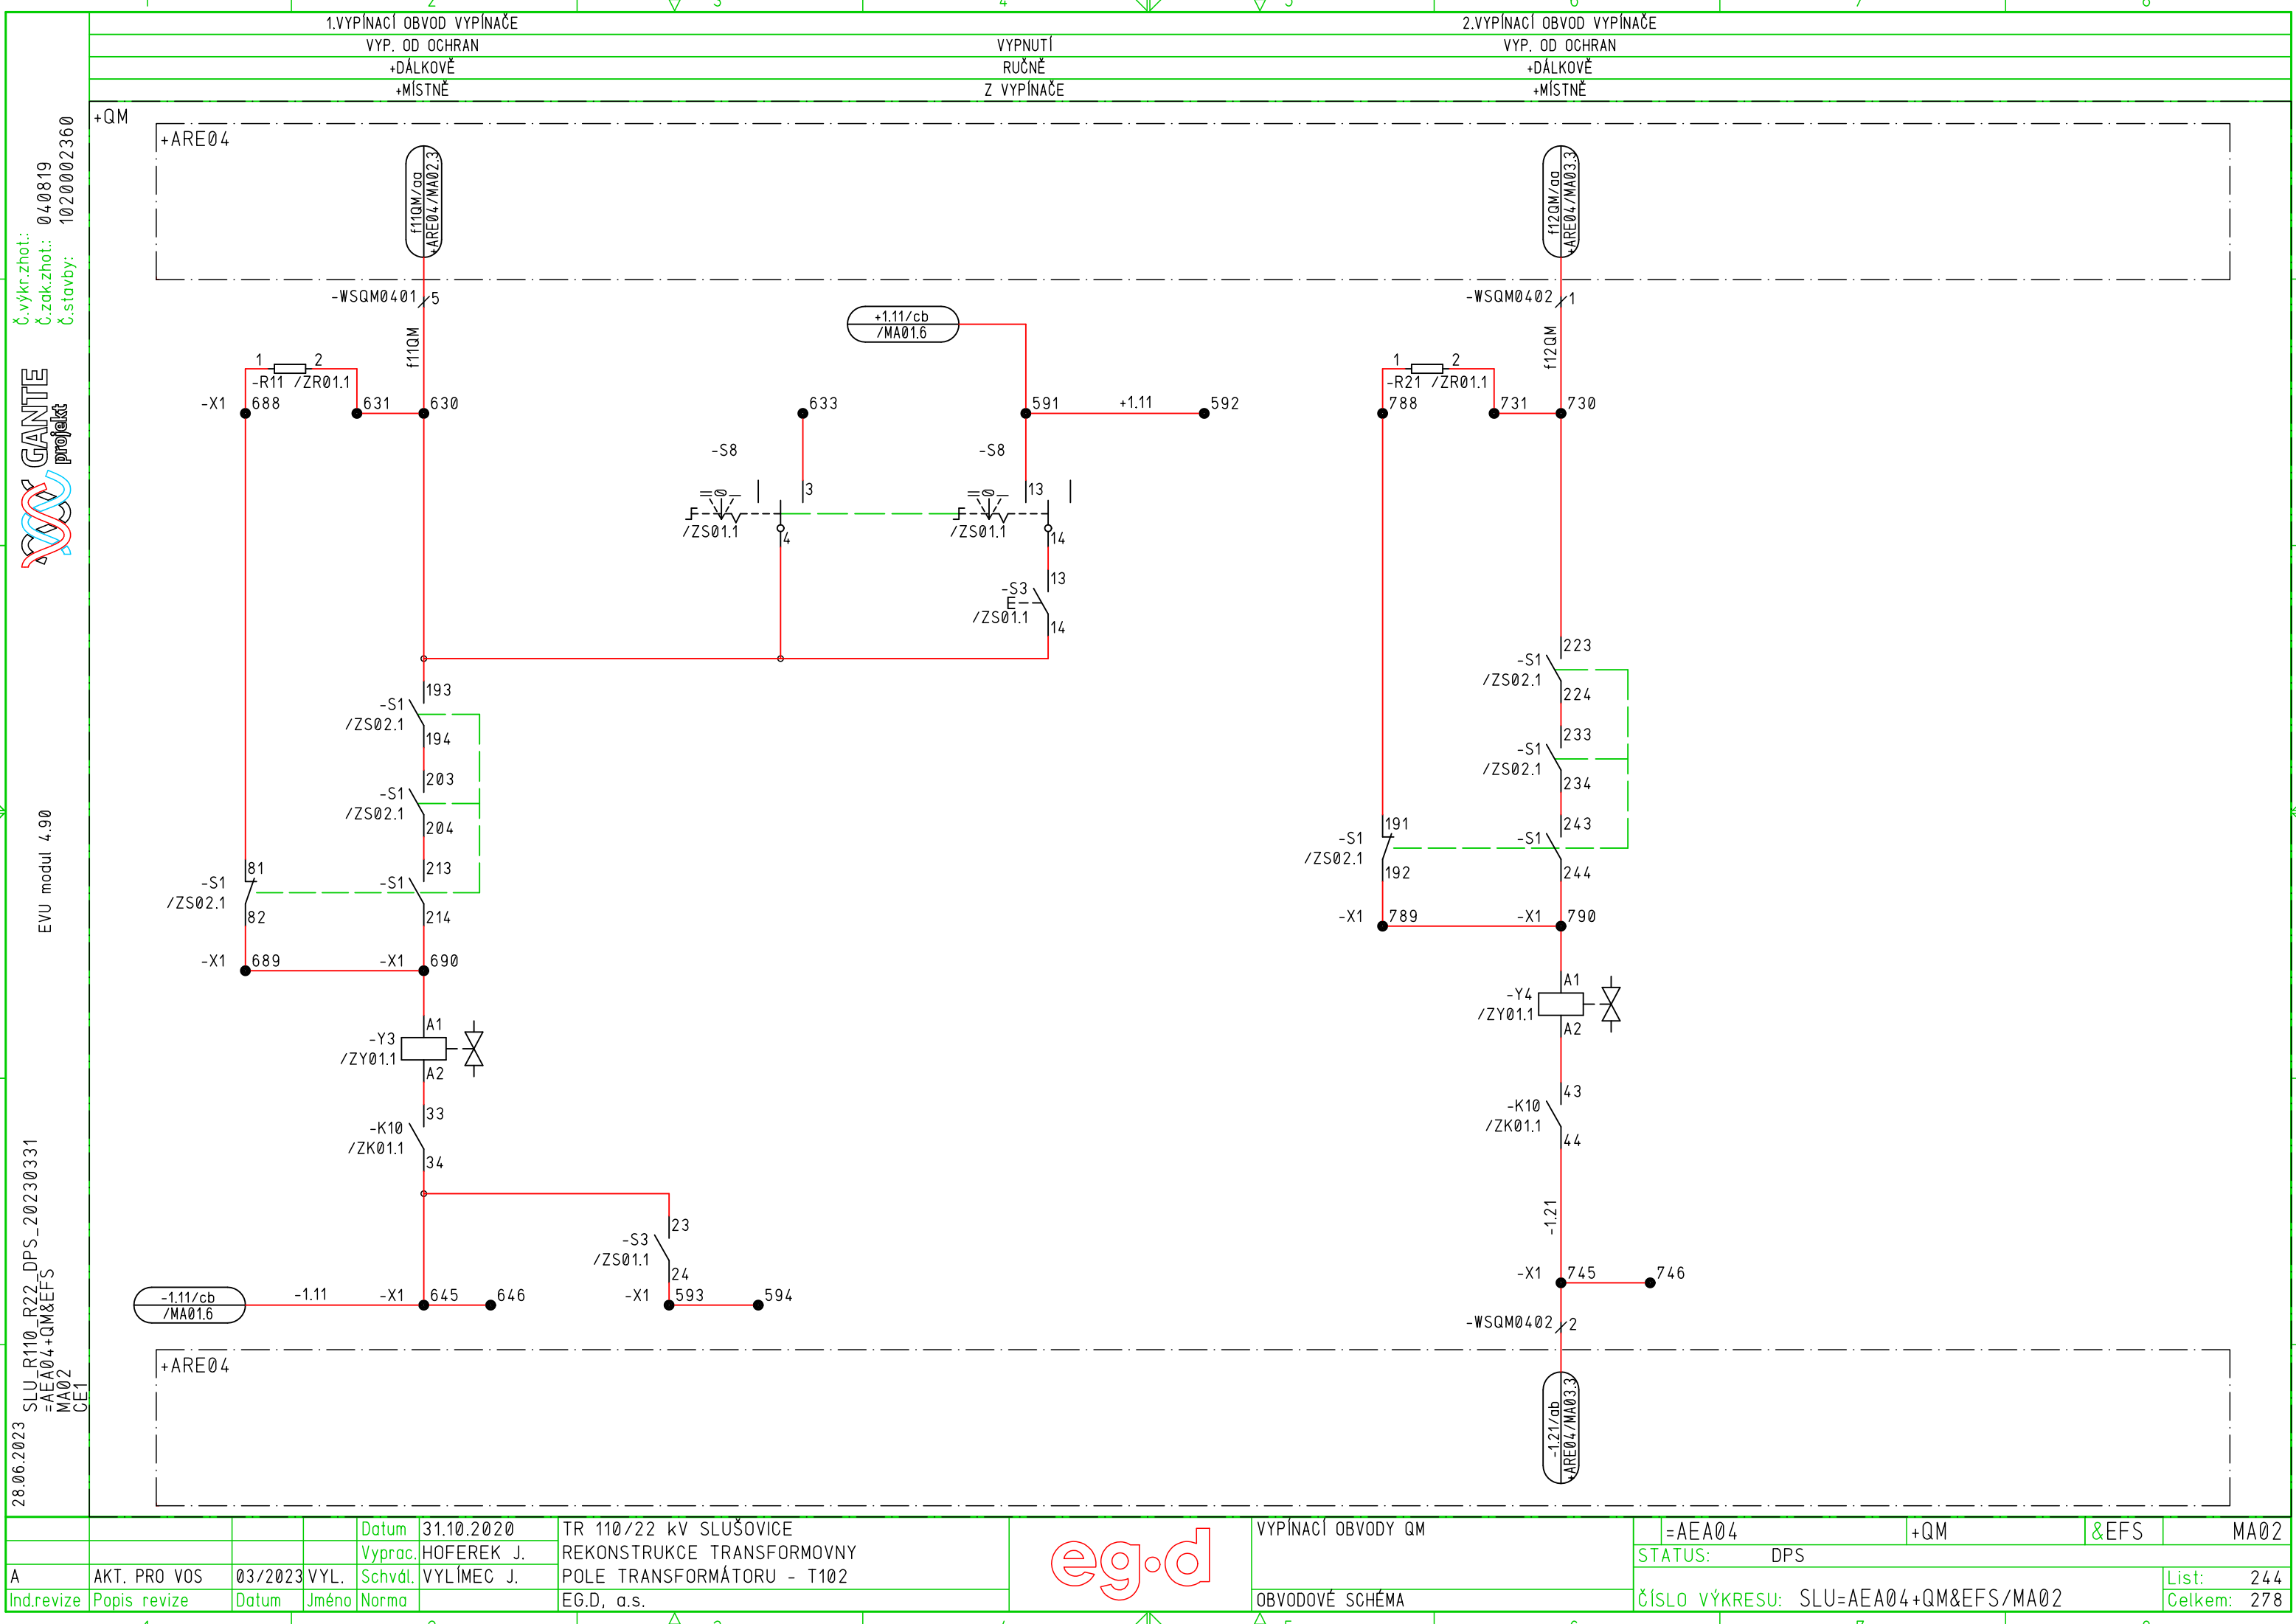 1 2 3 4 5 6 7 8
1.VYPÍNACÍ OBVOD VYPÍNAČE
2.VYPÍNACÍ OBVOD VYPÍNAČE
VYP. OD OCHRAN
VYPNUTÍ
VYP. OD OCHRAN
+DÁLKOVĚ
RUČNĚ
+DÁLKOVĚ
+MÍSTNĚ
Z VYPÍNAČE
+MÍSTNĚ
+QM
+ARE04
f11QM/aa
+ARE04/MA02.3
f12QM/aa
+ARE04/MA03.3
Č.výkr.zhot.:
Č.zak.zhot.: 040819
Č.stavby: 1020002360
GANTE
projekt
EVU modul 4.90
28.06.2023
SLU_R110_R22_DPS_20230331
=AEA04+QM&EFS
MA02
CE1
-WSQM0401
5
f11QM
1
2
-R11 /ZR01.1
-X1
688
631
630
+1.11/cb
/MA01.6
633
591
+1.11
592
-S8
3
4
/ZS01.1
=0
-S8
13
14
/ZS01.1
=0
-S3
/ZS01.1
13
14
-S1
/ZS02.1
193
194
-S1
/ZS02.1
203
204
-S1
213
214
-S1
/ZS02.1
81
82
-X1
689
-X1
690
-Y3
/ZY01.1
A1
A2
-K10
/ZK01.1
33
34
-S3
/ZS01.1
23
24
-1.11/cb
/MA01.6
-1.11
-X1
645
646
-X1
593
594
-WSQM0402
1
f12QM
1
2
-R21 /ZR01.1
788
731
730
-S1
/ZS02.1
223
224
-S1
/ZS02.1
233
234
-S1
243
244
-S1
/ZS02.1
191
192
-X1
789
-X1
790
-Y4
/ZY01.1
A1
A2
-K10
/ZK01.1
43
44
-1.21
-X1
745
746
-WSQM0402
2
+ARE04
-1.21/ab
+ARE04/MA03.3
Datum 31.10.2020
Vyprac. HOFEREK J.
A AKT. PRO VOS 03/2023 VYL. Schvál. VYLÍMEC J.
Ind.revize Popis revize Datum Jméno Norma
TR 110/22 kV SLUŠOVICE
REKONSTRUKCE TRANSFORMOVNY
POLE TRANSFORMÁTORU - T102
EG.D, a.s.
eg.d
VYPÍNACÍ OBVODY QM
OBVODOVÉ SCHÉMA
=AEA04 +QM &EFS MA02
STATUS: DPS
ČÍSLO VÝKRESU: SLU=AEA04+QM&EFS/MA02
List: 244
Celkem: 278